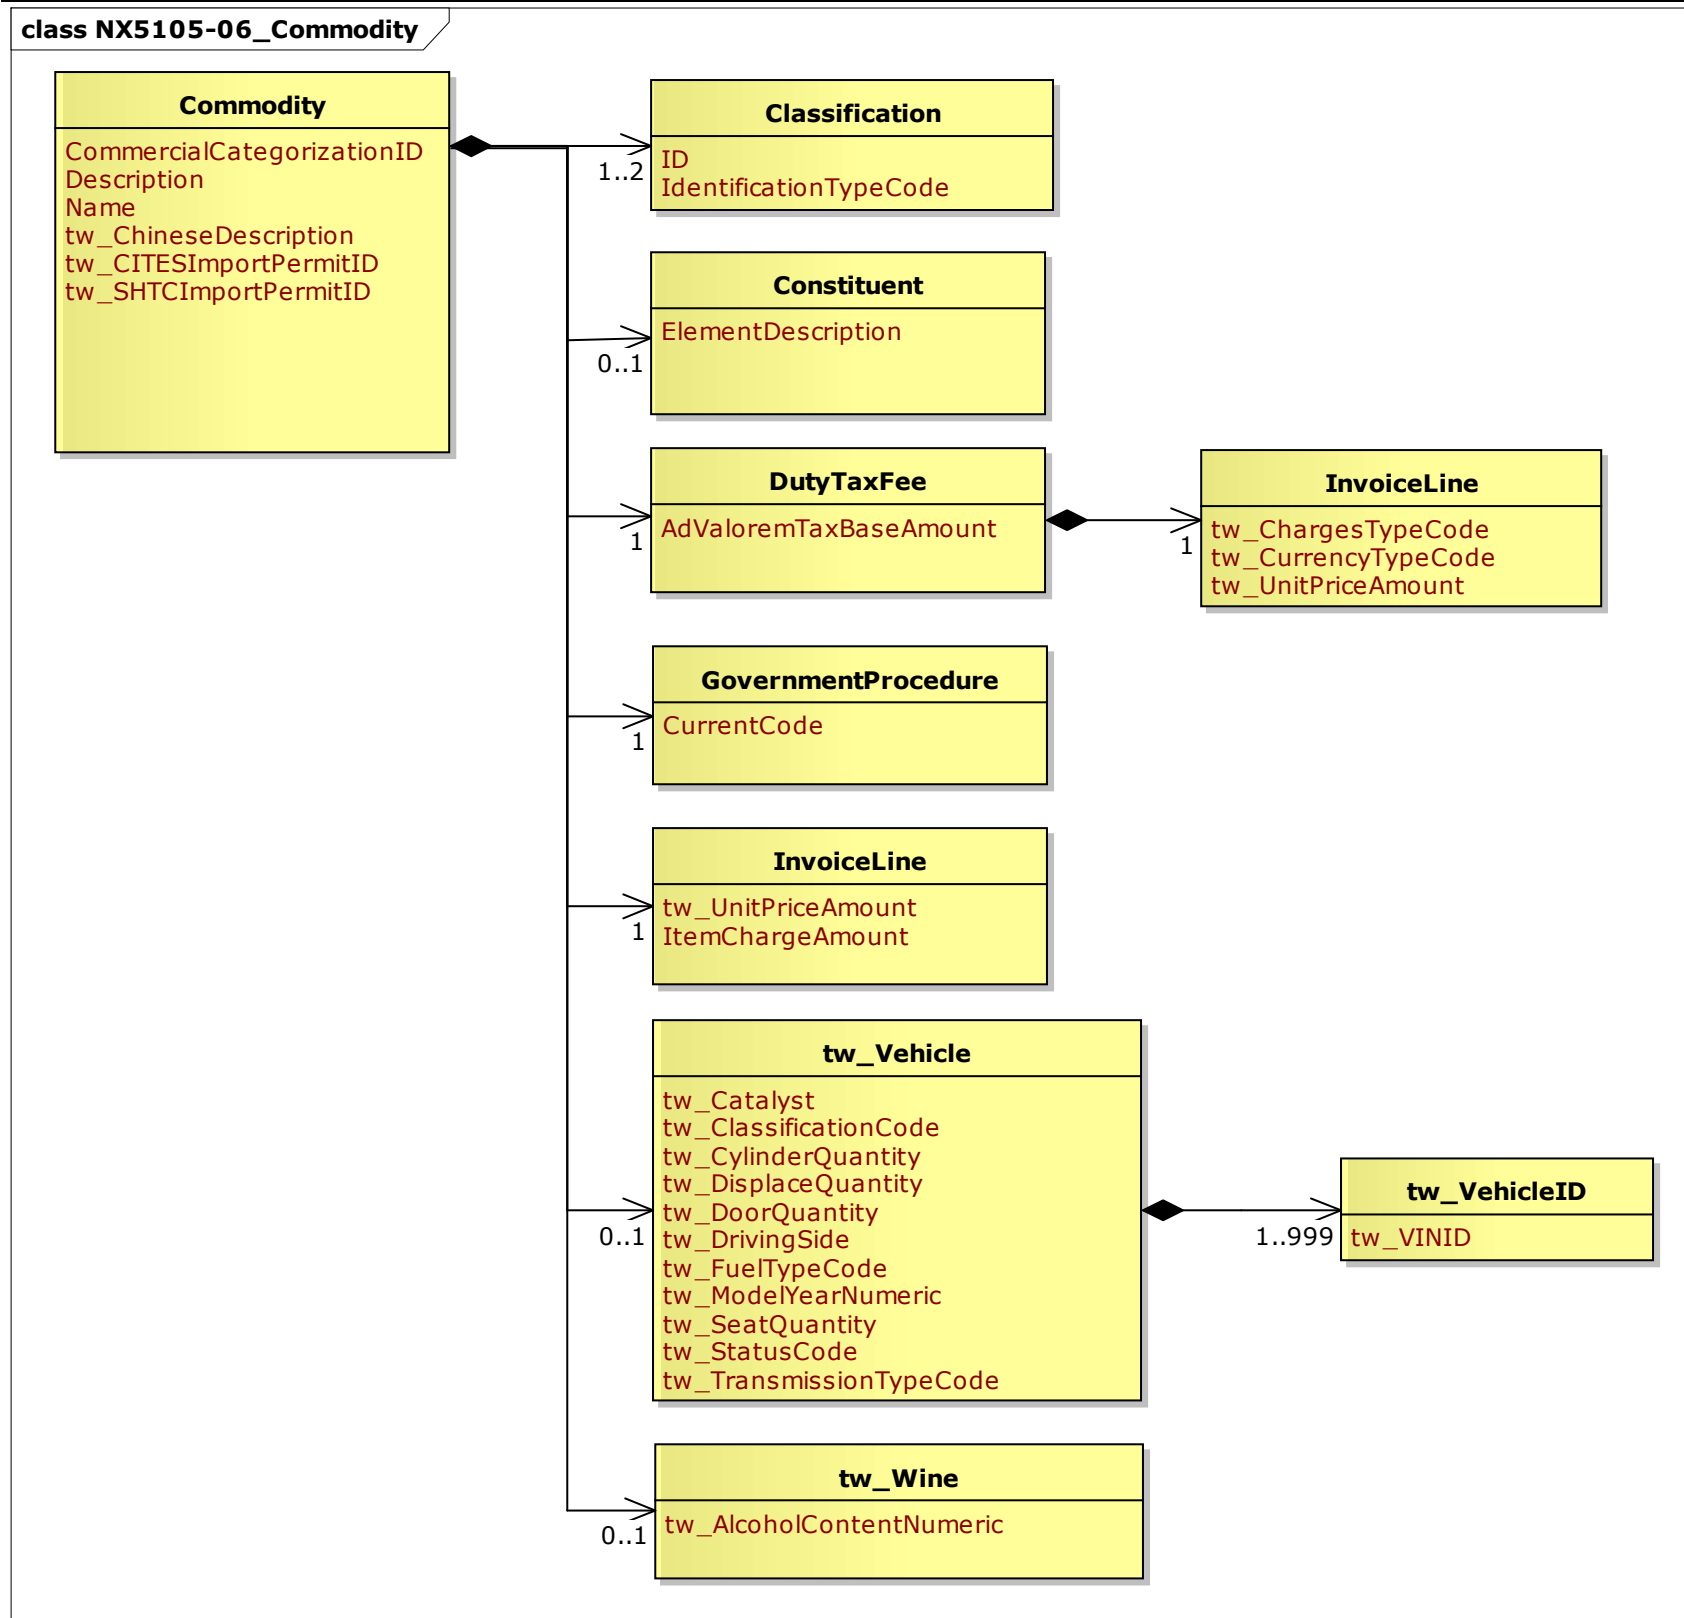 class NX5105-06_Commodity
Commodity
CommercialCategorizationID
Description
Name
tw_ChineseDescription
tw_CITESImportPermitID
tw_SHTCImportPermitID
1..2
Classification
ID
IdentificationTypeCode
0..1
Constituent
ElementDescription
1
DutyTaxFee
AdValoremTaxBaseAmount
1
InvoiceLine
tw_ChargesTypeCode
tw_CurrencyTypeCode
tw_UnitPriceAmount
1
GovernmentProcedure
CurrentCode
1
InvoiceLine
tw_UnitPriceAmount
ItemChargeAmount
0..1
tw_Vehicle
tw_Catalyst
tw_ClassificationCode
tw_CylinderQuantity
tw_DisplaceQuantity
tw_DoorQuantity
tw_DrivingSide
tw_FuelTypeCode
tw_ModelYearNumeric
tw_SeatQuantity
tw_StatusCode
tw_TransmissionTypeCode
1..999
tw_VehicleID
tw_VINID
0..1
tw_Wine
tw_AlcoholContentNumeric